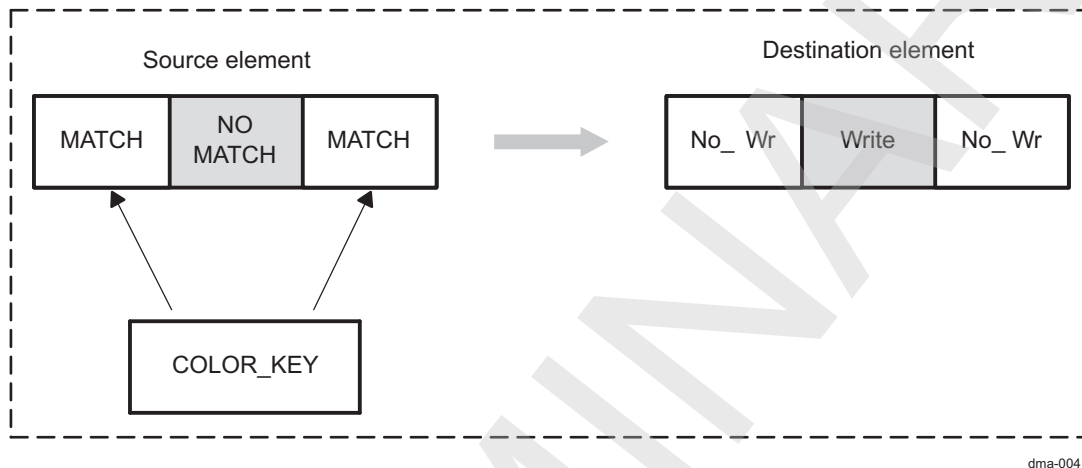 Source element
Destination element
MATCH
NO
MATCH
MATCH
No_ Wr
Write
No_ Wr
COLOR_KEY
dma-004